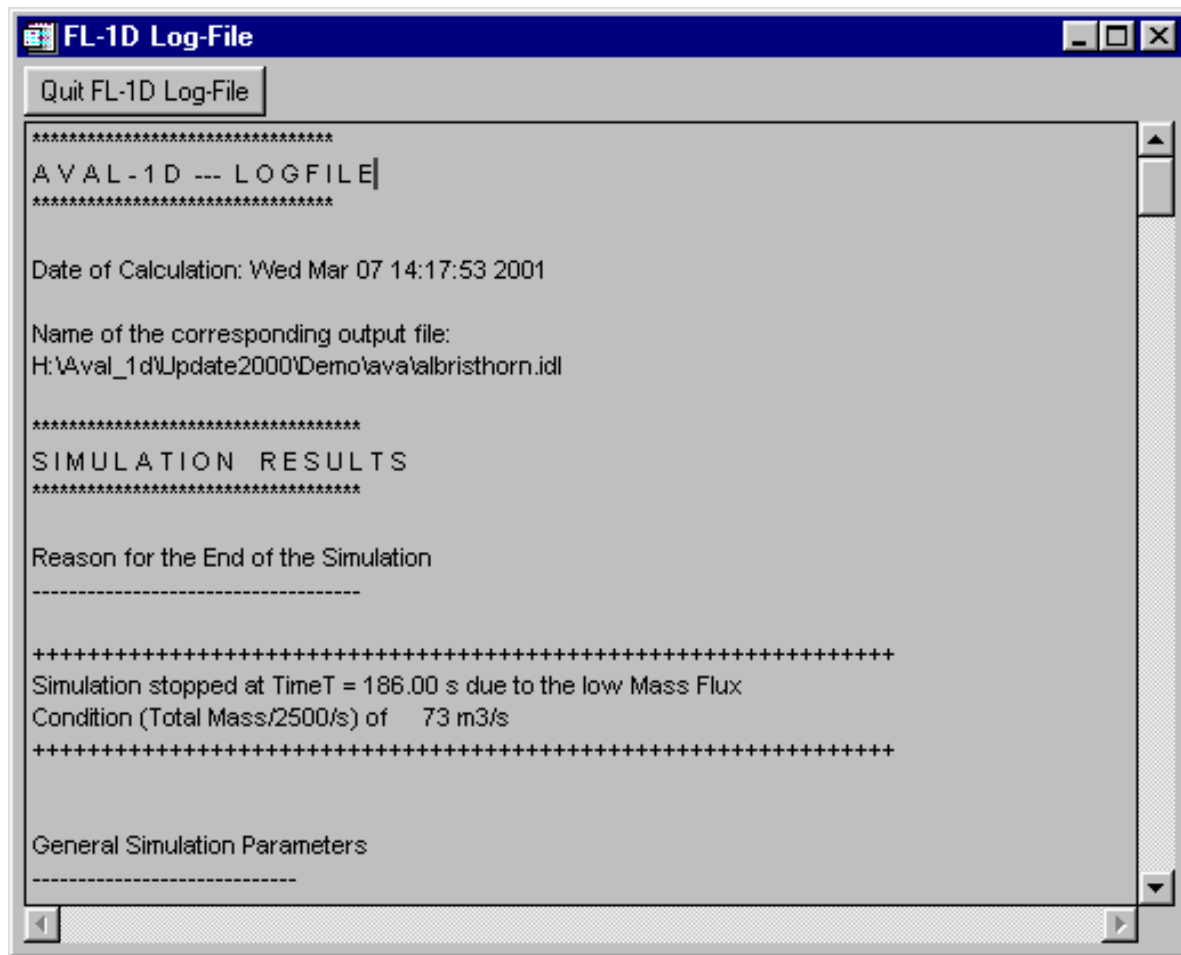 FL-1D Log-File
Quit FL-1D Log-File
*********************************
A V A L - 1 D --- L O G F I L E
*********************************
Date of Calculation: Wed Mar 07 14:17:53 2001
Name of the corresponding output file:
H:\Aval_1d\Update2000\Demo\ava\albristhorn.idl
************************************
S I M U L A T I O N   R E S U L T S
************************************
Reason for the End of the Simulation
------------------------------------
+++++++++++++++++++++++++++++++++++++++++++++++++++++++++++++++
Simulation stopped at TimeT = 186.00 s due to the low Mass Flux
Condition (Total Mass/2500/s) of     73 m3/s
+++++++++++++++++++++++++++++++++++++++++++++++++++++++++++++++
General Simulation Parameters
-----------------------------